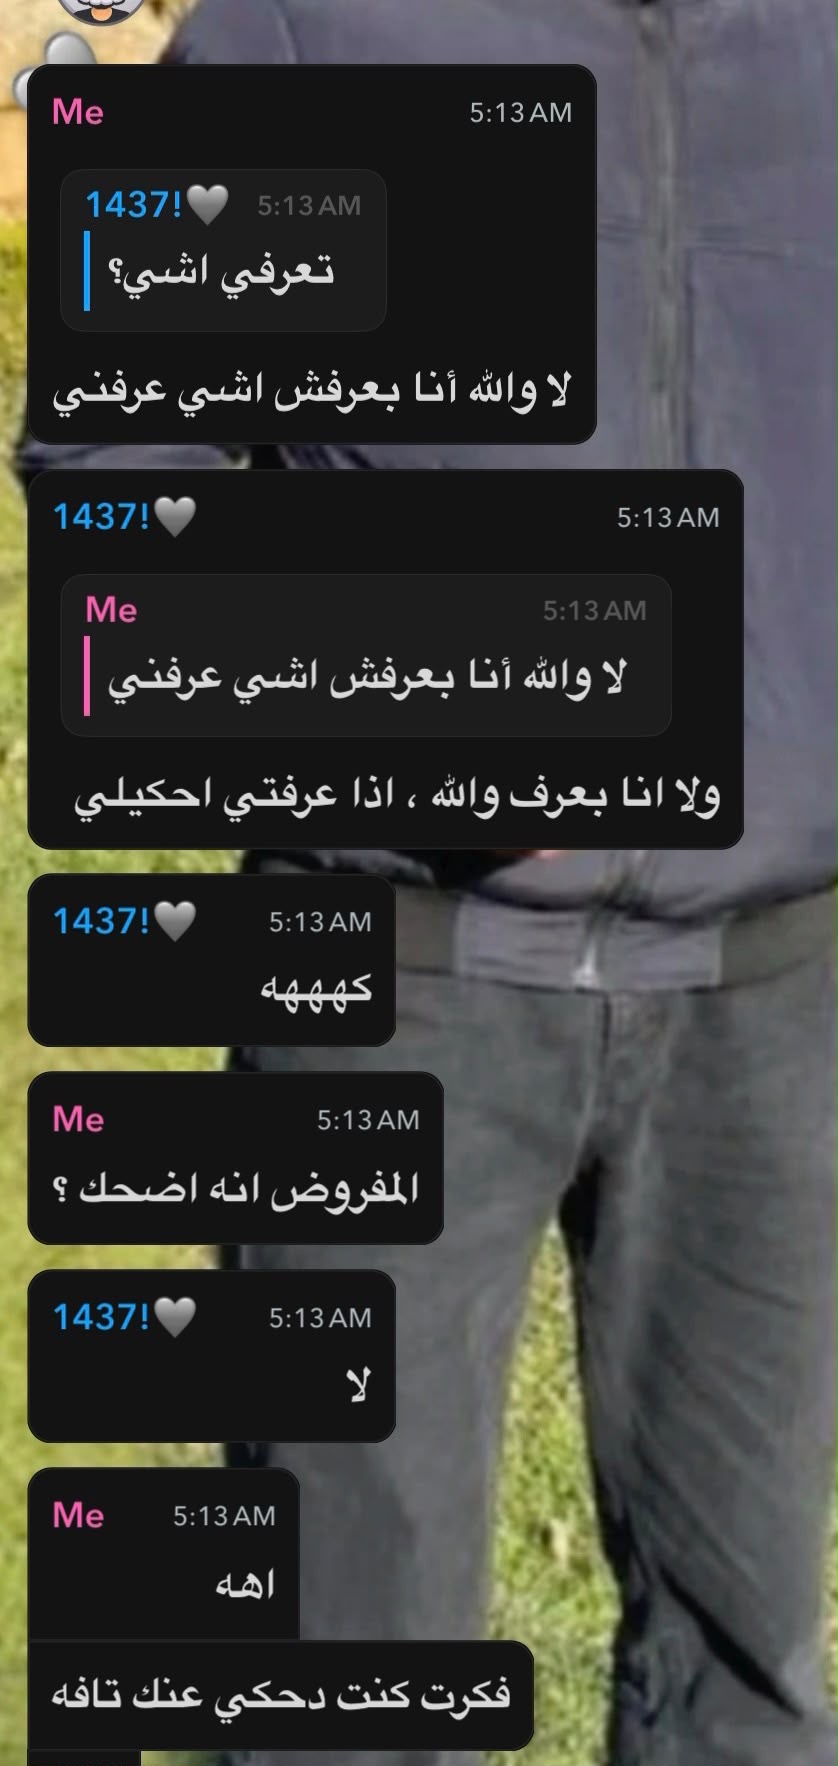 Me 5:13 AM
1437!🩶 5:13 AM
تعرفي اشي؟
لا والله أنا بعرفش اشي عرفني
1437!🩶 5:13 AM
Me 5:13 AM
لا والله أنا بعرفش اشي عرفني
ولا انا بعرف والله ، اذا عرفتي احكيلي
1437!🩶 5:13 AM
كهههه
Me 5:13 AM
المفروض انه اضحك ؟
1437!🩶 5:13 AM
لا
Me 5:13 AM
اهه
فكرت كنت دحكي عنك تافه